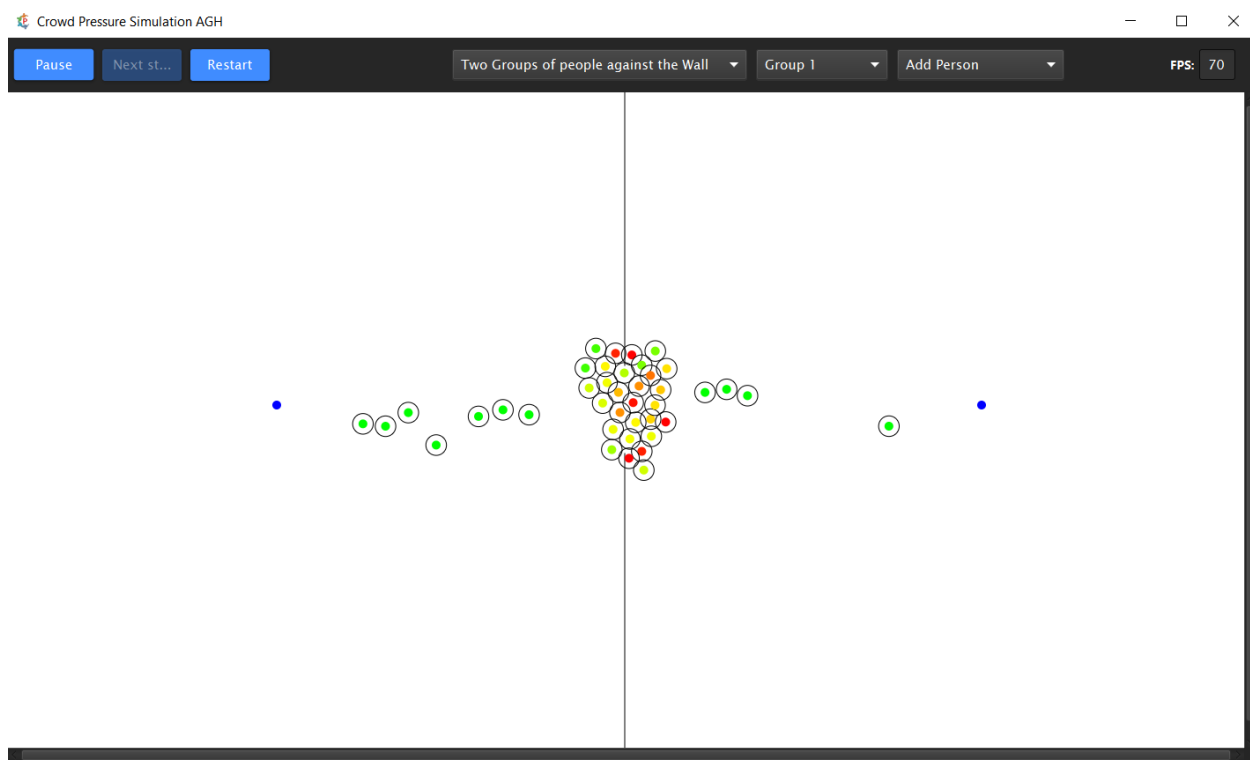 Crowd Pressure Simulation AGH
Pause Next st... Restart Two Groups of people against the Wall Group 1 Add Person FPS: 70